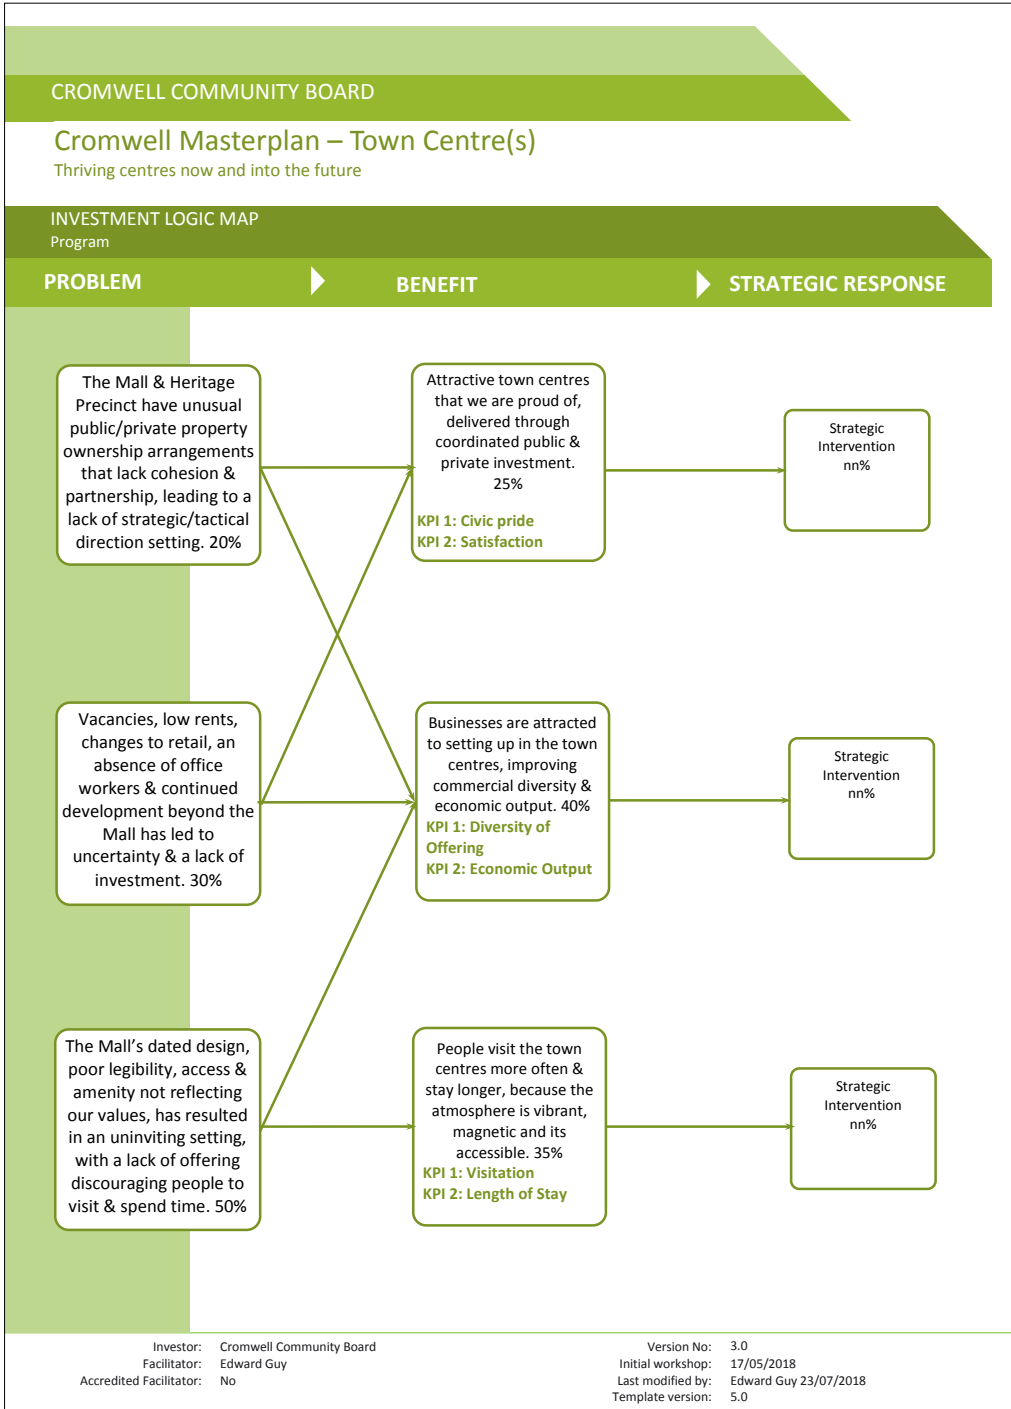 CROMWELL COMMUNITY BOARD
Cromwell Masterplan – Town Centre(s)
Thriving centres now and into the future
INVESTMENT LOGIC MAP
Program
PROBLEM
BENEFIT
STRATEGIC RESPONSE
The Mall & Heritage
Precinct have unusual
public/private property
ownership arrangements
that lack cohesion &
partnership, leading to a
lack of strategic/tactical
direction setting. 20%
Attractive town centres
that we are proud of,
delivered through
coordinated public &
private investment.
25%
KPI 1: Civic pride
KPI 2: Satisfaction
Strategic
Intervention
nn%
Vacancies, low rents,
changes to retail, an
absence of office
workers & continued
development beyond the
Mall has led to
uncertainty & a lack of
investment. 30%
Businesses are attracted
to setting up in the town
centres, improving
commercial diversity &
economic output. 40%
KPI 1: Diversity of
Offering
KPI 2: Economic Output
Strategic
Intervention
nn%
The Mall’s dated design,
poor legibility, access &
amenity not reflecting
our values, has resulted
in an uninviting setting,
with a lack of offering
discouraging people to
visit & spend time. 50%
People visit the town
centres more often &
stay longer, because the
atmosphere is vibrant,
magnetic and its
accessible. 35%
KPI 1: Visitation
KPI 2: Length of Stay
Strategic
Intervention
nn%
Investor: Cromwell Community Board
Facilitator: Edward Guy
Accredited Facilitator: No
Version No: 3.0
Initial workshop: 17/05/2018
Last modified by: Edward Guy 23/07/2018
Template version: 5.0